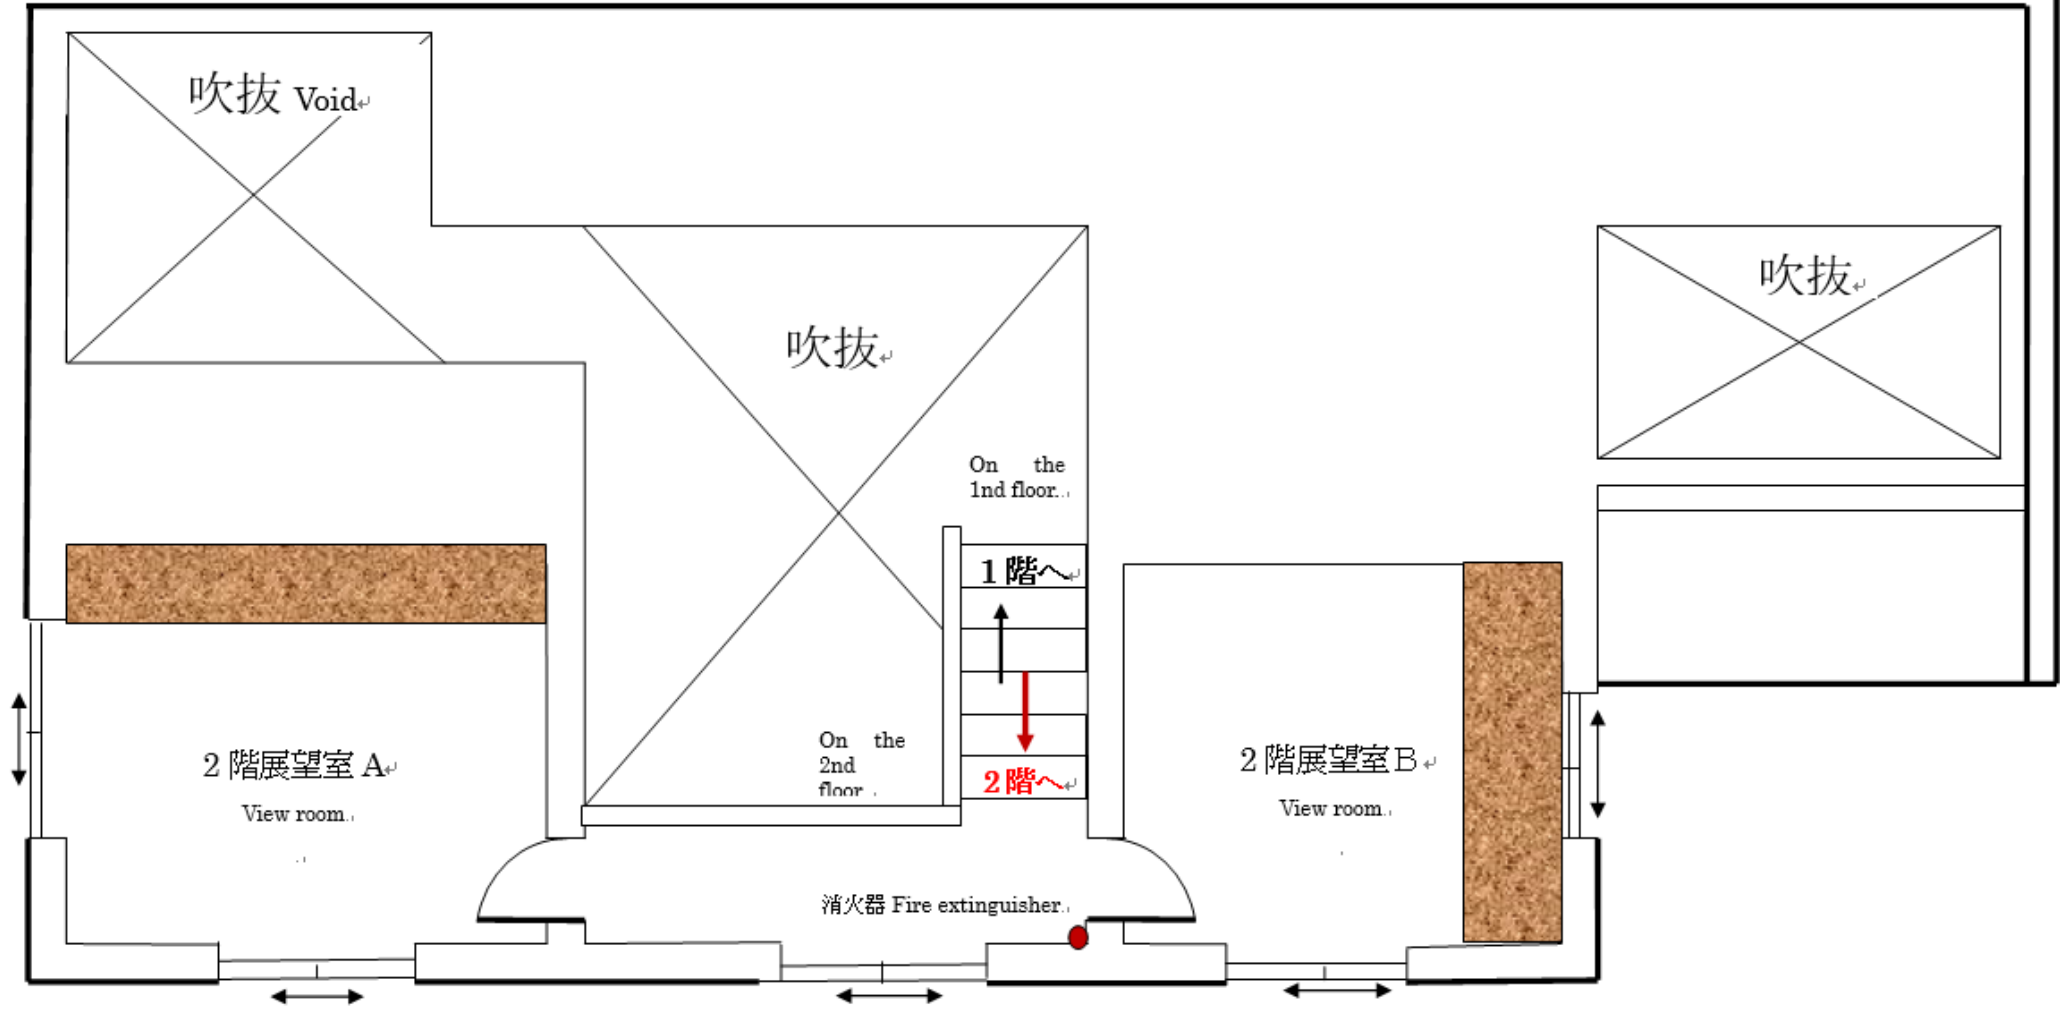 吹抜 Void
吹抜
吹抜
On the
1nd floor.
1階へ
On the
2nd
floor
2階へ
2階展望室 A
View room.
2階展望室B
View room.
消火器 Fire extinguisher.